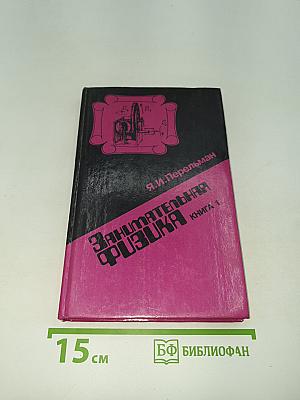 Я.И.Перельман
Занимательная
физика
книга 1
15 см
БФ БИБЛИОФАН